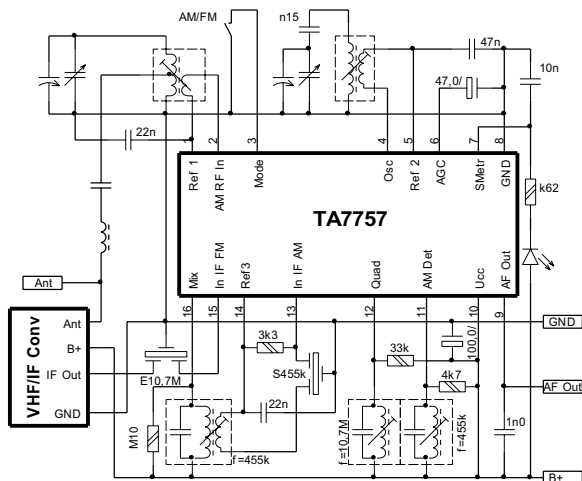 AM/FM
n15
47n
47,0/
10n
22n
1
2
3
4
5
6
7
8
Ref 1
AM RF In
Mode
Osc
Ref 2
AGC
SMetr
GND
k62
TA7757
Mix
In IF FM
Ref3
In IF AM
Quad
AM Det
Ucc
AF Out
Ant
16
15
14
13
12
11
10
9
VHF/IF Conv
Ant
B+
IF Out
GND
GND
3k3
33k
100,0/
E10,7M
S455k
4k7
AF Out
M10
22n
f=455k
f=10,7M
f=455k
1n0
B+